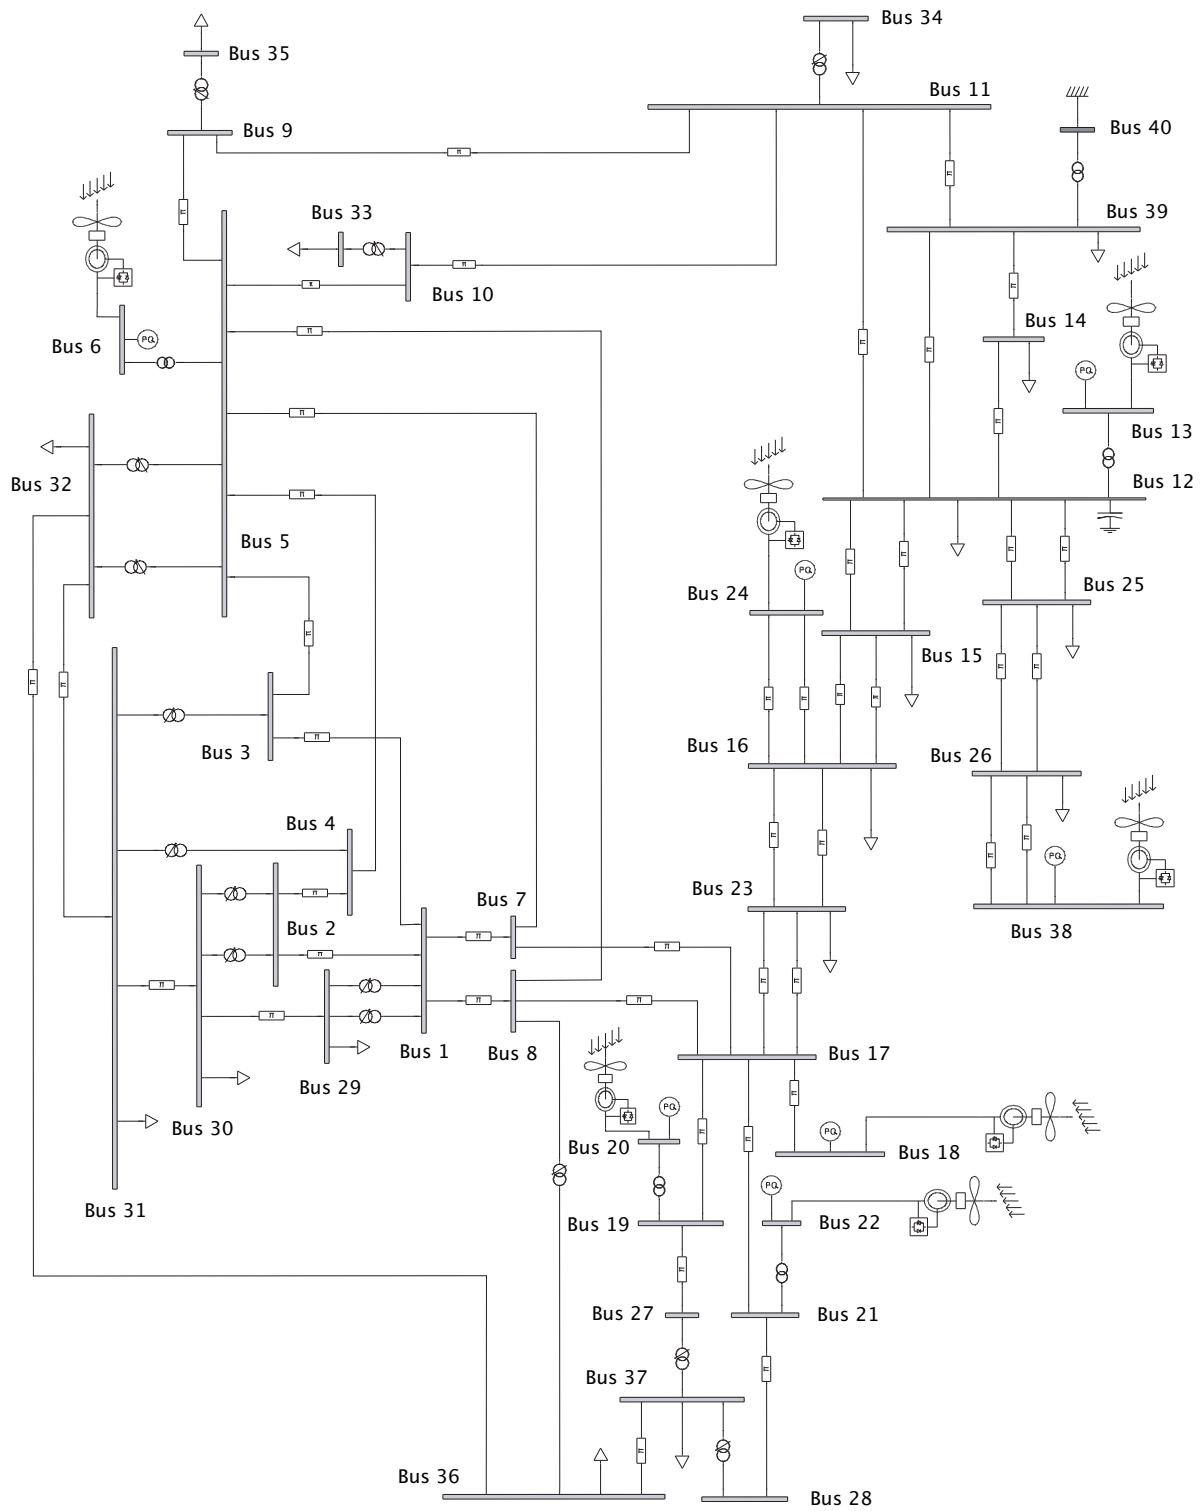 Bus 34
Bus 35
Bus 11
Bus 9
Bus 40
π
π
Bus 33
Bus 39
π
π
π
Bus 10
π
π
Bus 14
π
Bus 6
PQ
π
π
PQ
π
π
Bus 13
Bus 32
Bus 12
π
Bus 5
π
π
π
π
PQ
Bus 24
Bus 25
π
Bus 15
π
π
π
π
π
π
π
π
Bus 3
π
Bus 16
Bus 26
Bus 4
π
π
π
π
PQ
Bus 23
π
Bus 7
Bus 2
Bus 38
π
π
π
π
π
π
π
π
π
Bus 1
Bus 8
Bus 17
Bus 29
π
PQ
Bus 30
π
PQ
π
Bus 20
Bus 18
PQ
Bus 31
Bus 19
Bus 22
π
Bus 27
Bus 21
π
Bus 37
π
Bus 36
Bus 28